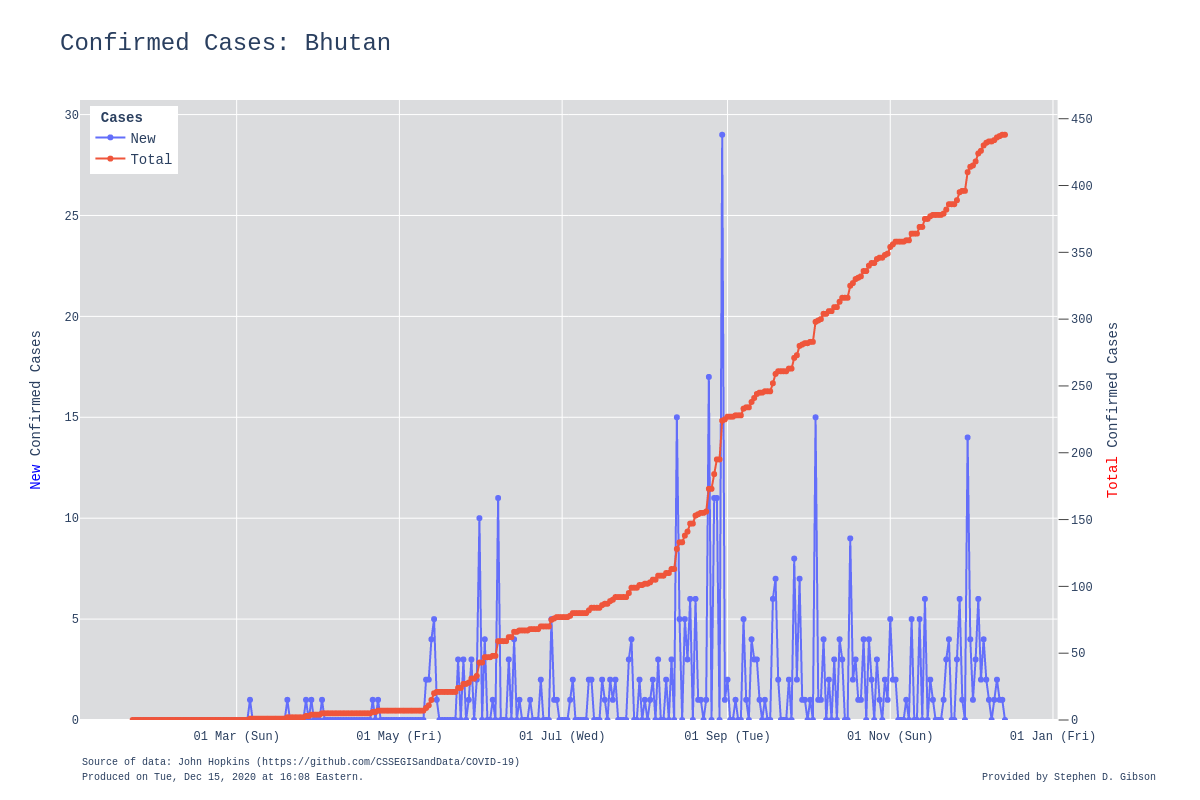 Confirmed Cases: Bhutan
Cases
New
Total
30
25
20
15
10
5
0
450
400
350
300
250
200
150
100
50
0
New Confirmed Cases
Total Confirmed Cases
01 Mar (Sun)
01 May (Fri)
01 Jul (Wed)
01 Sep (Tue)
01 Nov (Sun)
01 Jan (Fri)
Source of data: John Hopkins (https://github.com/CSSEGISandData/COVID-19)
Produced on Tue, Dec 15, 2020 at 16:08 Eastern.
Provided by Stephen D. Gibson